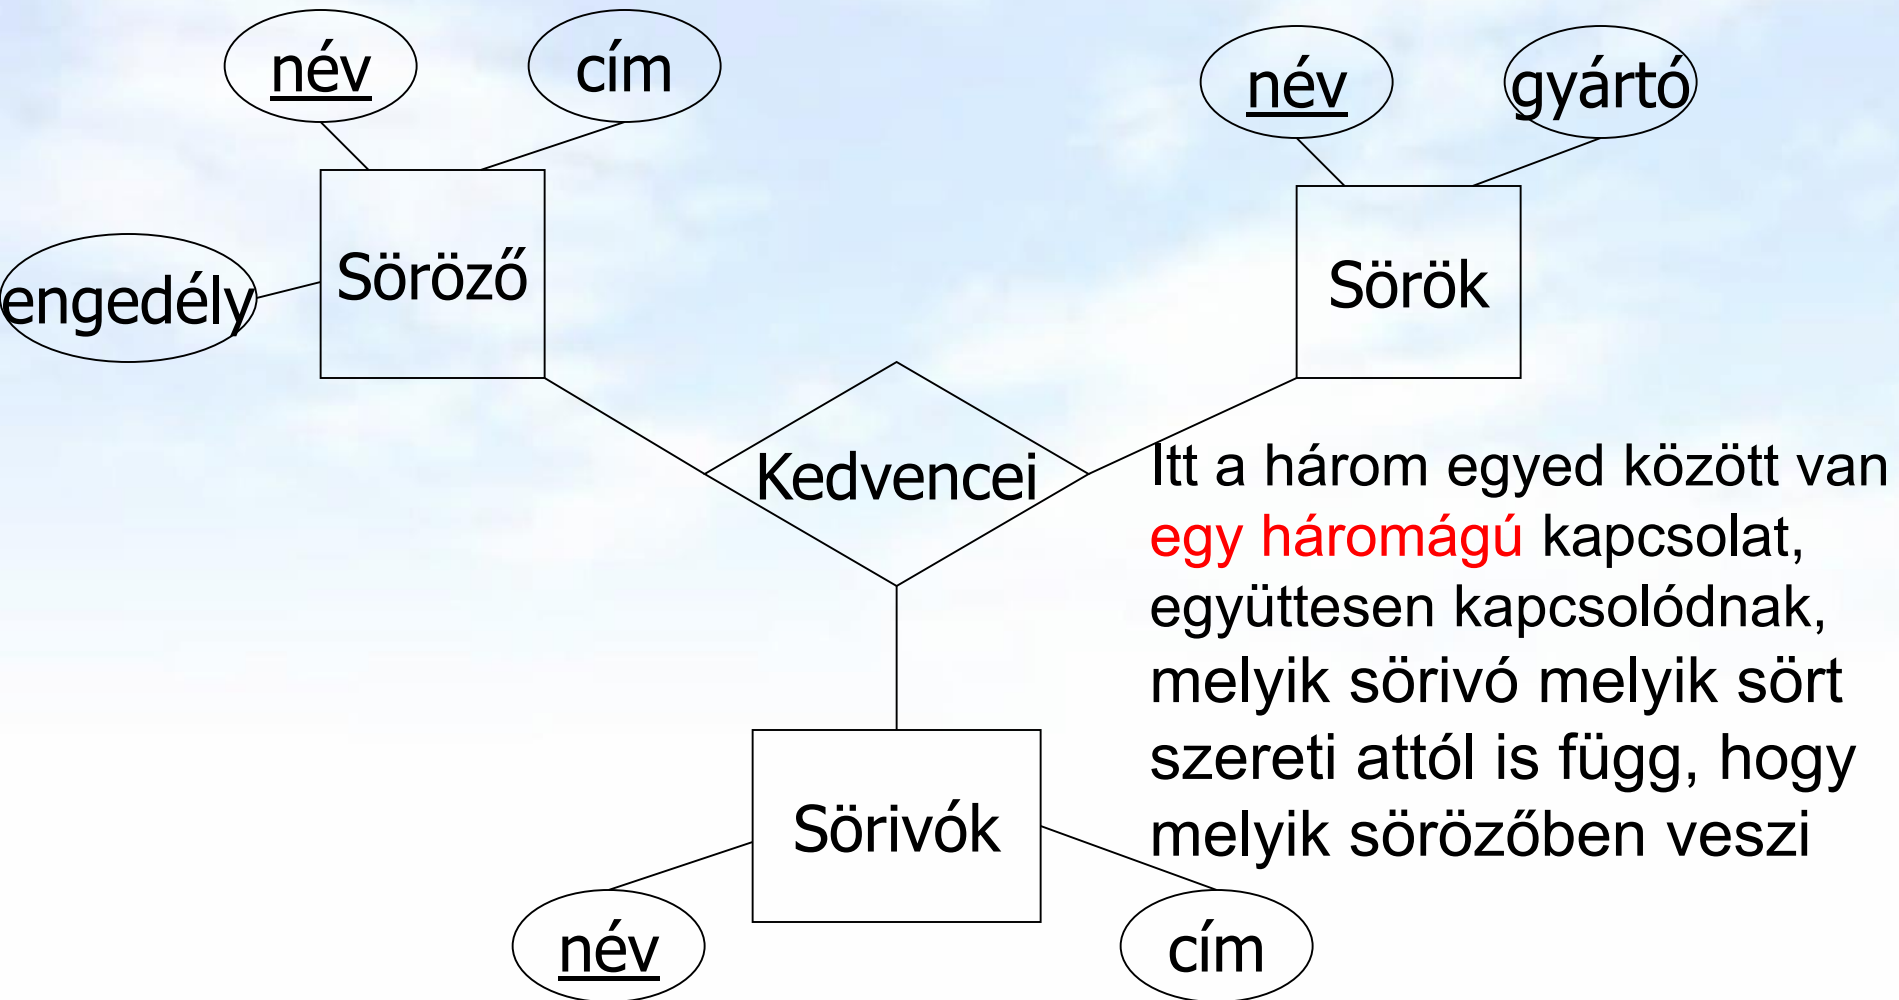 név
cím
név
gyártó
engedély
Söröző
Sörök
Kedvencei
Itt a három egyed között van
egy háromágú kapcsolat,
együttesen kapcsolódnak,
melyik sörivó melyik sört
szereti attól is függ, hogy
melyik sörözőben veszi
Sörivók
név
cím